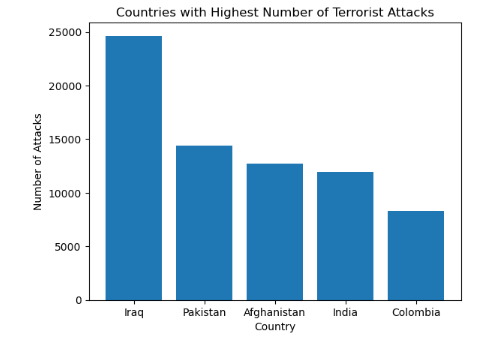 Countries with Highest Number of Terrorist Attacks
25000
20000
15000
10000
5000
0
Number of Attacks
Iraq Pakistan Afghanistan India Colombia
Country